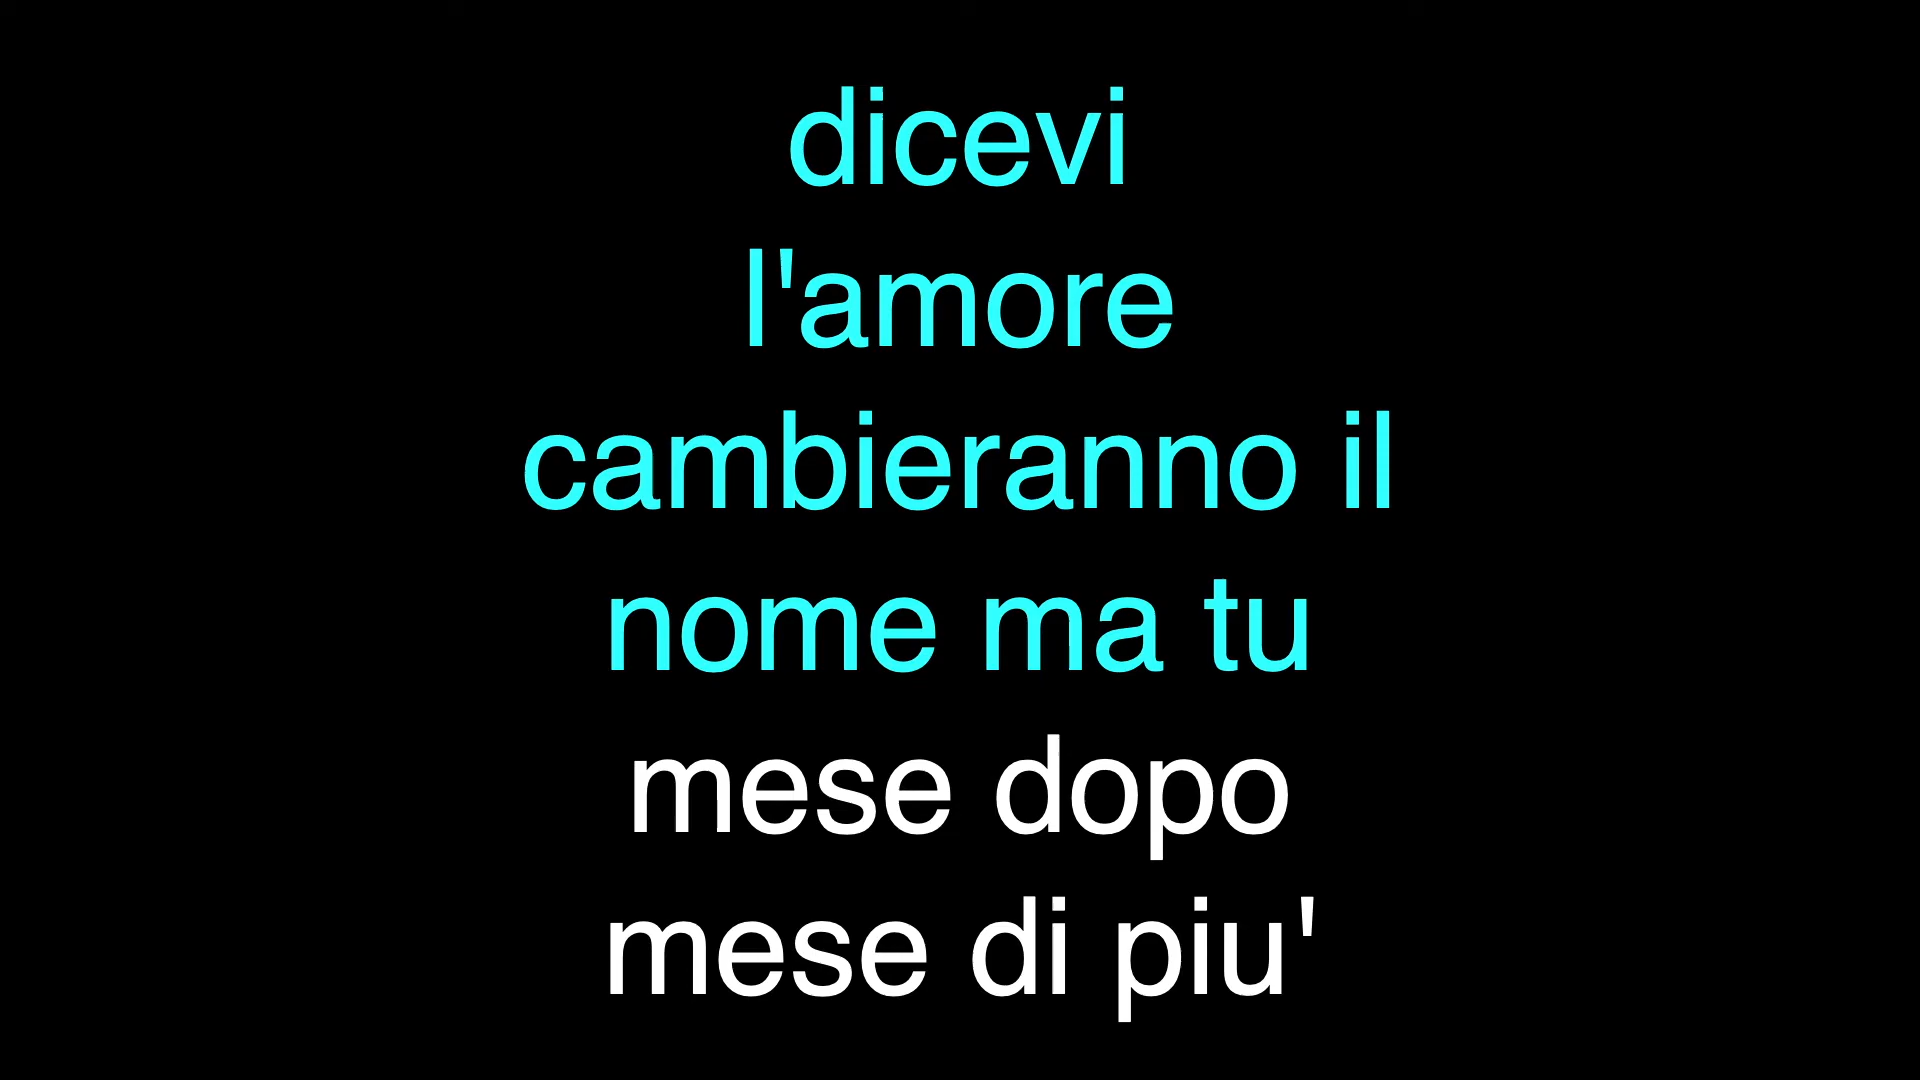 dicevi
l'amore
cambieranno il
nome ma tu
mese dopo
mese di piu'